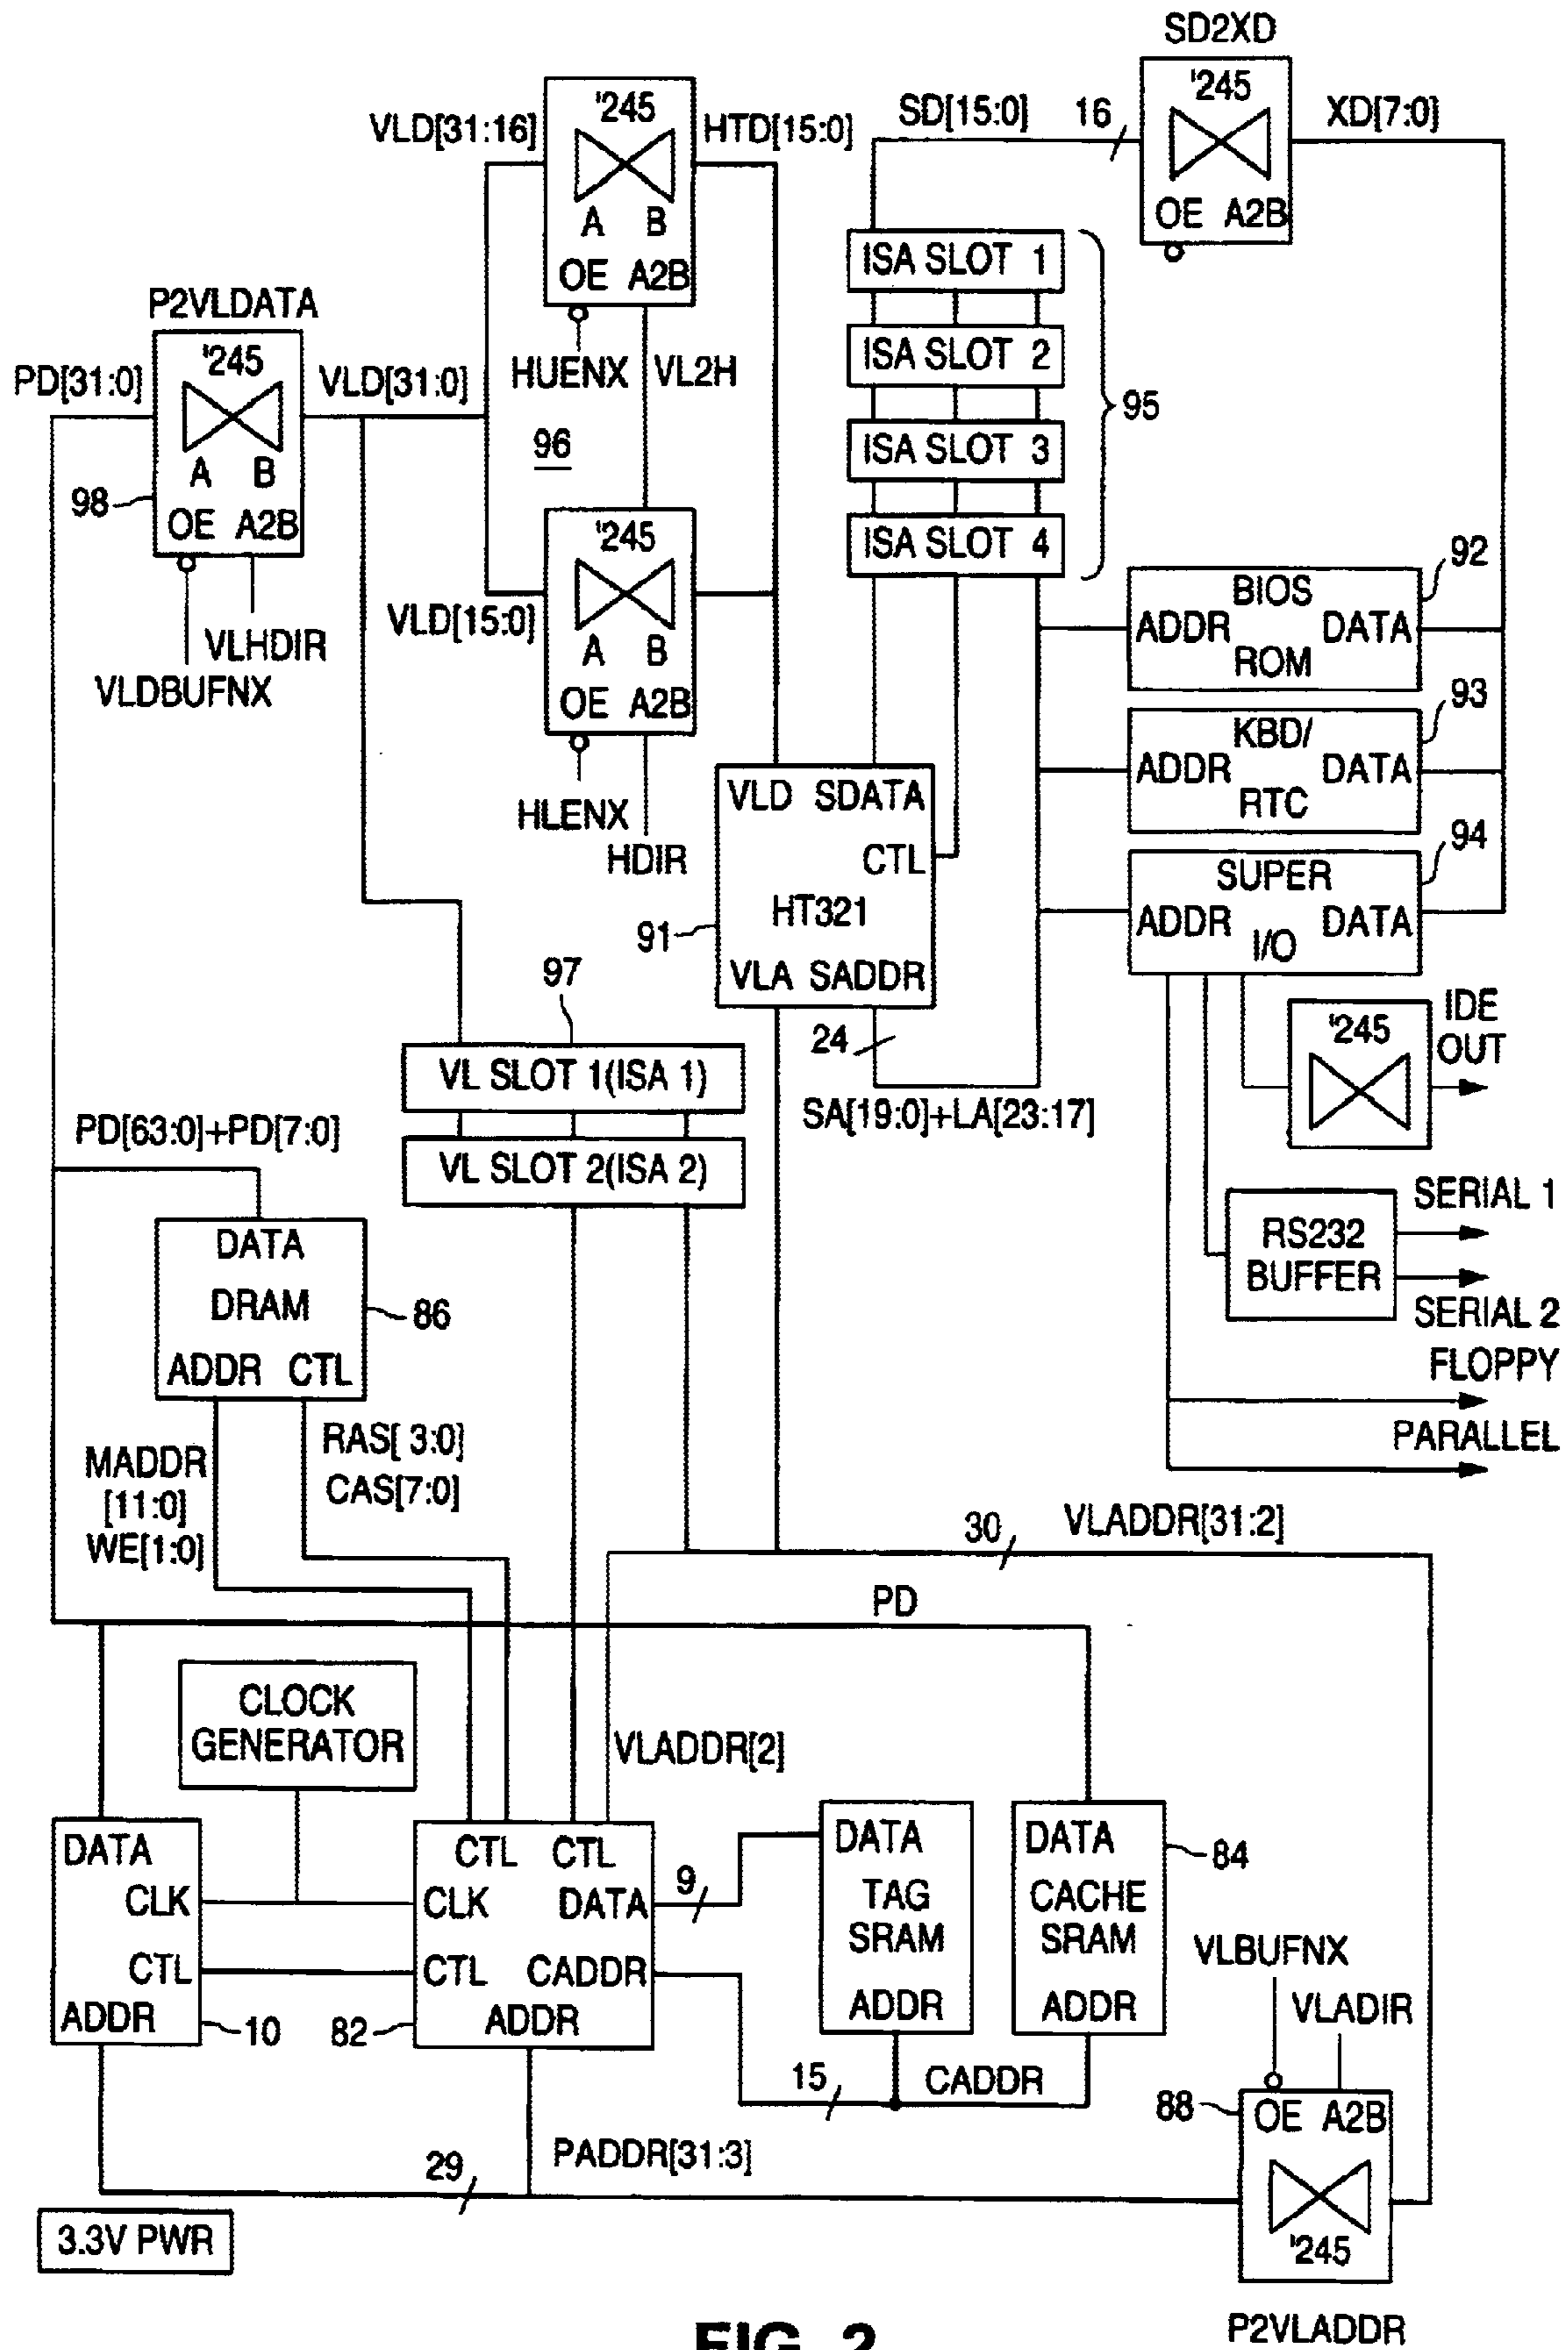 SD2XD
'245
OE A2B
SD[15:0]
16
XD[7:0]
VLD[31:16]
'245
A B
OE A2B
HTD[15:0]
HUENX
VL2H
96
P2VLDATA
'245
A B
OE A2B
PD[31:0]
VLD[31:0]
98
VLHDIR
VLDBUFNX
VLD[15:0]
'245
A B
OE A2B
HLENX
HDIR
ISA SLOT 1
ISA SLOT 2
ISA SLOT 3
ISA SLOT 4
95
BIOS
ADDR DATA
ROM
92
KBD/
ADDR DATA
RTC
93
SUPER
ADDR DATA
I/O
94
VLD SDATA
CTL
HT321
VLA SADDR
91
24
SA[19:0]+LA[23:17]
'245
IDE
OUT
97
VL SLOT 1(ISA 1)
VL SLOT 2(ISA 2)
PD[63:0]+PD[7:0]
DATA
DRAM
ADDR CTL
86
RS232
BUFFER
SERIAL 1
SERIAL 2
FLOPPY
PARALLEL
MADDR
[11:0]
WE[1:0]
RAS[ 3:0]
CAS[7:0]
30
VLADDR[31:2]
PD
CLOCK
GENERATOR
VLADDR[2]
DATA
CLK
CTL
ADDR
10
CTL CTL
CLK DATA
CTL CADDR
ADDR
82
9
DATA
TAG
SRAM
ADDR
DATA
CACHE
SRAM
ADDR
84
15
CADDR
VLBUFNX
VLADIR
88
OE A2B
'245
P2VLADDR
29
PADDR[31:3]
3.3V PWR
FIG. 2